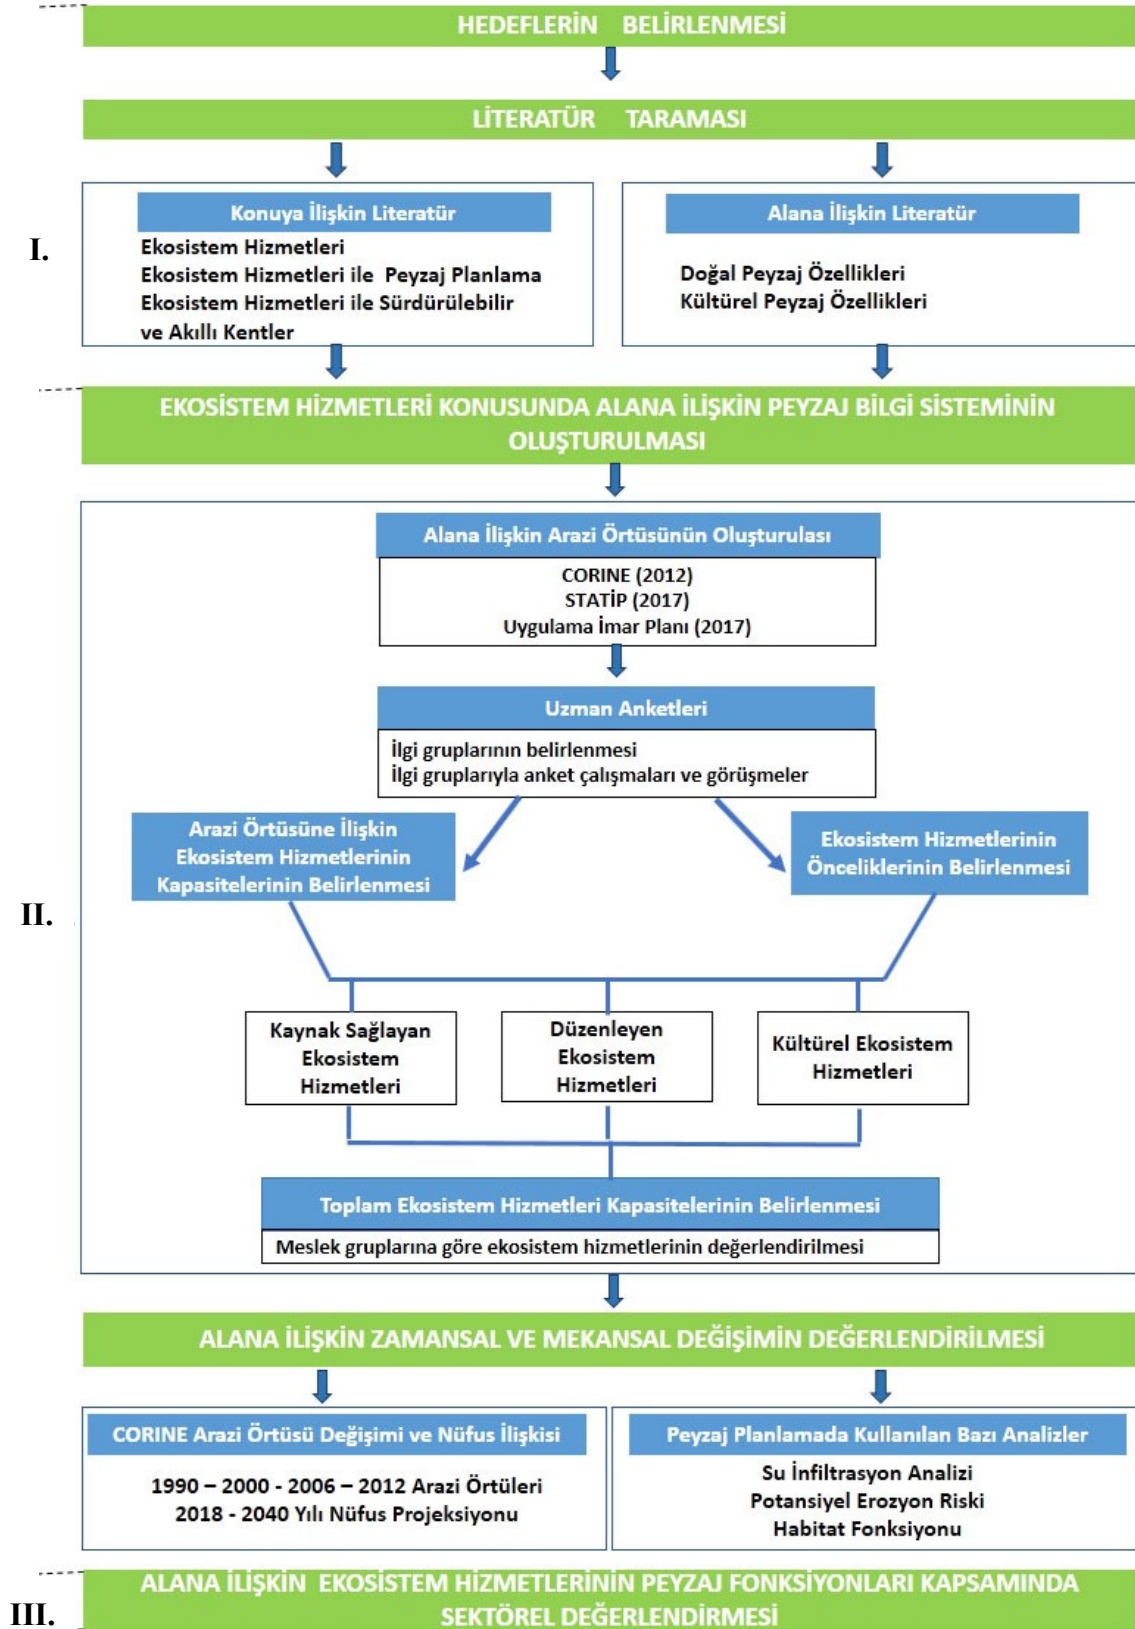 HEDEFLERİN BELİRLENMESİ
LİTERATÜR TARAMASI
I.
Konuya İlişkin Literatür
Ekosistem Hizmetleri
Ekosistem Hizmetleri ile Peyzaj Planlama
Ekosistem Hizmetleri ile Sürdürülebilir
ve Akıllı Kentler
Alana İlişkin Literatür
Doğal Peyzaj Özellikleri
Kültürel Peyzaj Özellikleri
EKOSİSTEM HİZMETLERİ KONUSUNDA ALANA İLİŞKİN PEYZAJ BİLGİ SİSTEMİNİN
OLUŞTURULMASI
II.
Alana İlişkin Arazi Örtüsünün Oluşturulası
CORINE (2012)
STATİP (2017)
Uygulama İmar Planı (2017)
Uzman Anketleri
İlgi gruplarının belirlenmesi
İlgi gruplarıyla anket çalışmaları ve görüşmeler
Arazi Örtüsüne İlişkin
Ekosistem Hizmetlerinin
Kapasitelerinin Belirlenmesi
Ekosistem Hizmetlerinin
Önceliklerinin Belirlenmesi
Kaynak Sağlayan
Ekosistem
Hizmetleri
Düzenleyen
Ekosistem
Hizmetleri
Kültürel Ekosistem
Hizmetleri
Toplam Ekosistem Hizmetleri Kapasitelerinin Belirlenmesi
Meslek gruplarına göre ekosistem hizmetlerinin değerlendirilmesi
ALANA İLİŞKİN ZAMANSAL VE MEKANSAL DEĞİŞİMİN DEĞERLENDİRİLMESİ
CORINE Arazi Örtüsü Değişimi ve Nüfus İlişkisi
1990 – 2000 - 2006 – 2012 Arazi Örtüleri
2018 - 2040 Yılı Nüfus Projeksiyonu
Peyzaj Planlamada Kullanılan Bazı Analizler
Su İnfiltrasyon Analizi
Potansiyel Erozyon Riski
Habitat Fonksiyonu
III.
ALANA İLİŞKİN EKOSİSTEM HİZMETLERİNİN PEYZAJ FONKSİYONLARI KAPSAMINDA
SEKTÖREL DEĞERLENDİRMESİ